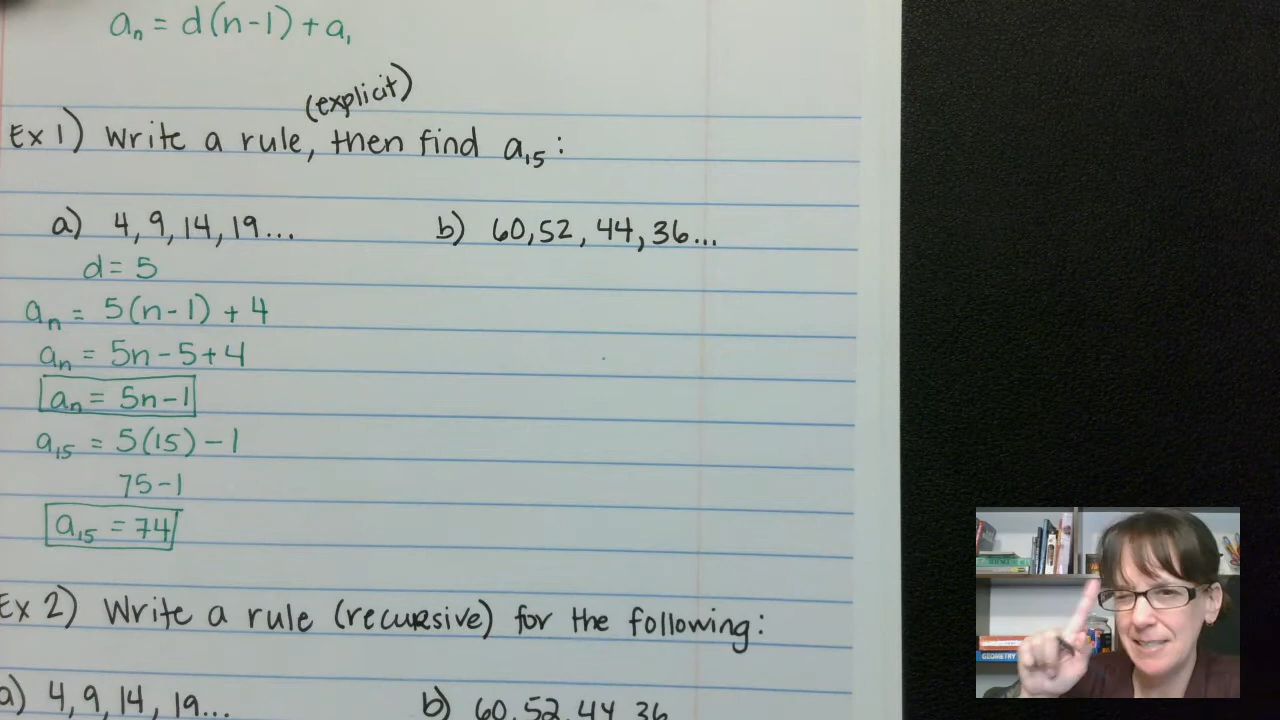 aₙ = d(n-1) + a₁
(explicit)
Ex 1) Write a rule, then find a₁₅:
a) 4, 9, 14, 19...
b) 60, 52, 44, 36...
d = 5
aₙ = 5(n-1) + 4
aₙ = 5n - 5 + 4
aₙ = 5n - 1
a₁₅ = 5(15) - 1
75 - 1
a₁₅ = 74
Ex 2) Write a rule (recursive) for the following:
a) 4, 9, 14, 19...
b) 60, 52, 44, 36
SCIENCE
GEOMETRY